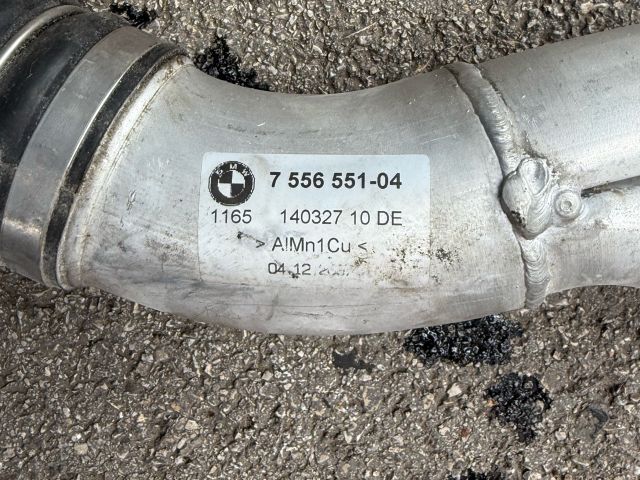 BMW
7 556 551-04
1165 140327 10 DE
> AlMn1Cu <
04.12.